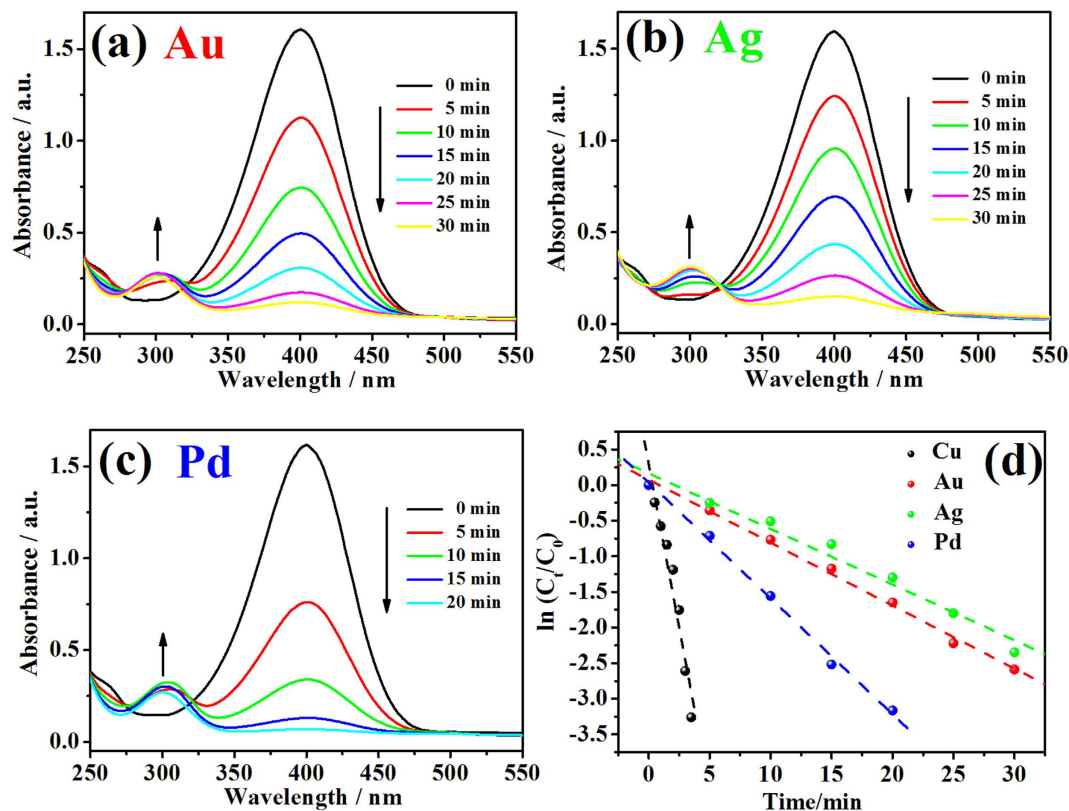 (a) Au
Absorbance / a.u.
1.5
1.0
0.5
0.0
0 min
5 min
10 min
15 min
20 min
25 min
30 min
250 300 350 400 450 500 550
Wavelength / nm
(b) Ag
Absorbance / a.u.
1.5
1.0
0.5
0.0
0 min
5 min
10 min
15 min
20 min
25 min
30 min
250 300 350 400 450 500 550
Wavelength / nm
(c) Pd
Absorbance / a.u.
1.5
1.0
0.5
0.0
0 min
5 min
10 min
15 min
20 min
250 300 350 400 450 500 550
Wavelength / nm
(d)
ln (Cₜ/C₀)
0.5
0.0
-0.5
-1.0
-1.5
-2.0
-2.5
-3.0
-3.5
Cu
Au
Ag
Pd
0 5 10 15 20 25 30
Time/min